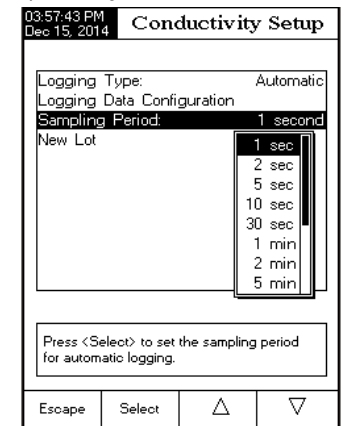 03:57:43 PM
Dec 15, 2014
Conductivity Setup
Logging Type: Automatic
Logging Data Configuration
Sampling Period: 1 second
New Lot
1 sec
2 sec
5 sec
10 sec
30 sec
1 min
2 min
5 min
Press <Select> to set the sampling period
for automatic logging.
Escape Select